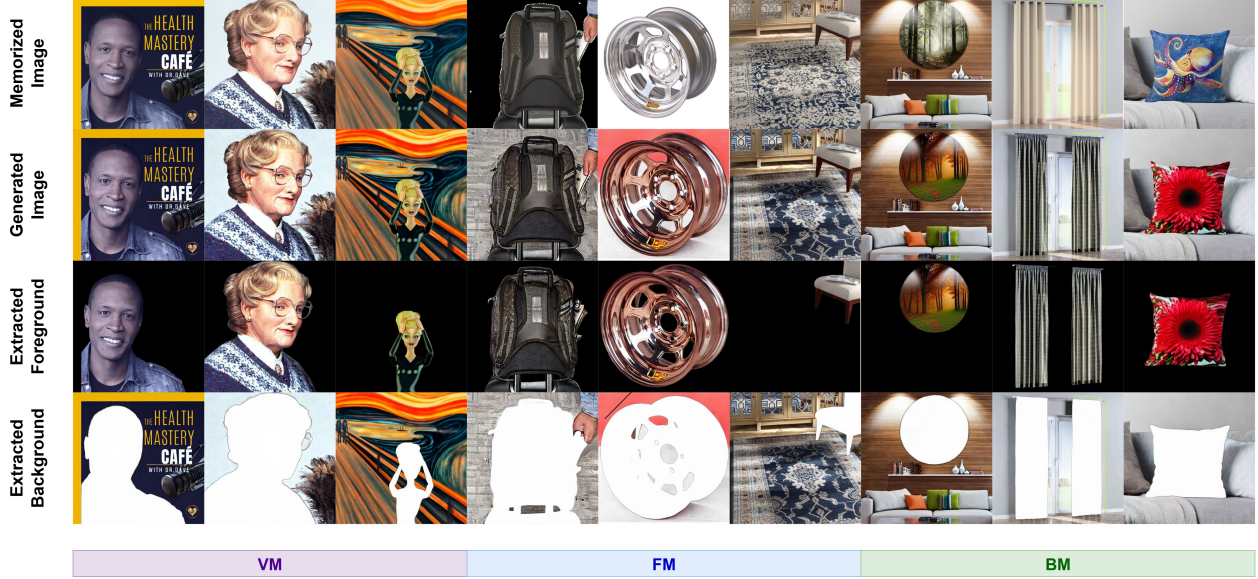 Memorized
Image
THE HEALTH
MASTERY
CAFÉ
WITH DR.DAVE
Generated
Image
THE HEALTH
MASTERY
CAFÉ
WITH DR.DAVE
Extracted
Foreground
Extracted
Background
THE HEALTH
MASTERY
CAFÉ
WITH DR.DAVE
VM
FM
BM